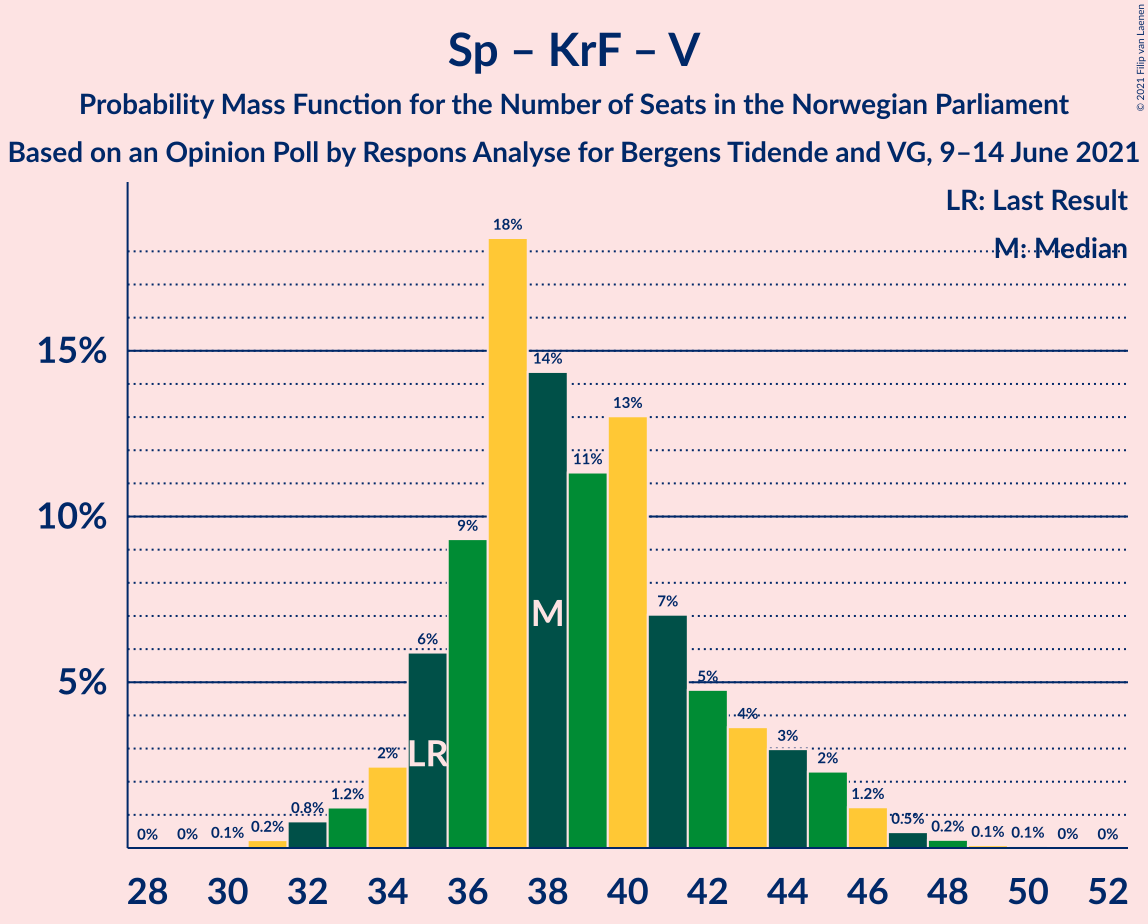 Sp – KrF – V
Probability Mass Function for the Number of Seats in the Norwegian Parliament
Based on an Opinion Poll by Respons Analyse for Bergens Tidende and VG, 9–14 June 2021
© 2021 Filip van Laenen
LR: Last Result
M: Median
15%
10%
5%
0% 0% 0.1% 0.2% 0.8% 1.2% 2% 6% 9% 18% 14% 11% 13% 7% 5% 4% 3% 2% 1.2% 0.5% 0.2% 0.1% 0.1% 0% 0%
LR
M
28 30 32 34 36 38 40 42 44 46 48 50 52